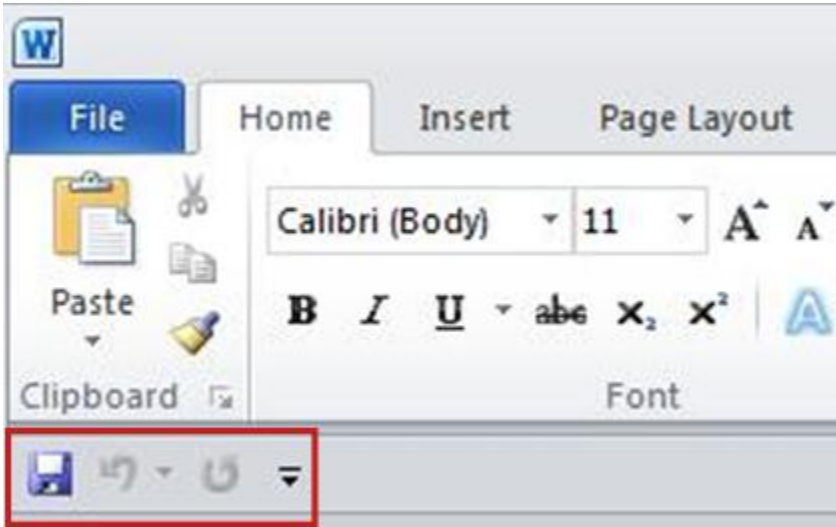 W
File Home Insert Page Layout
Calibri (Body) 11 A A
Paste B I U abc x₂ x² A
Clipboard Font